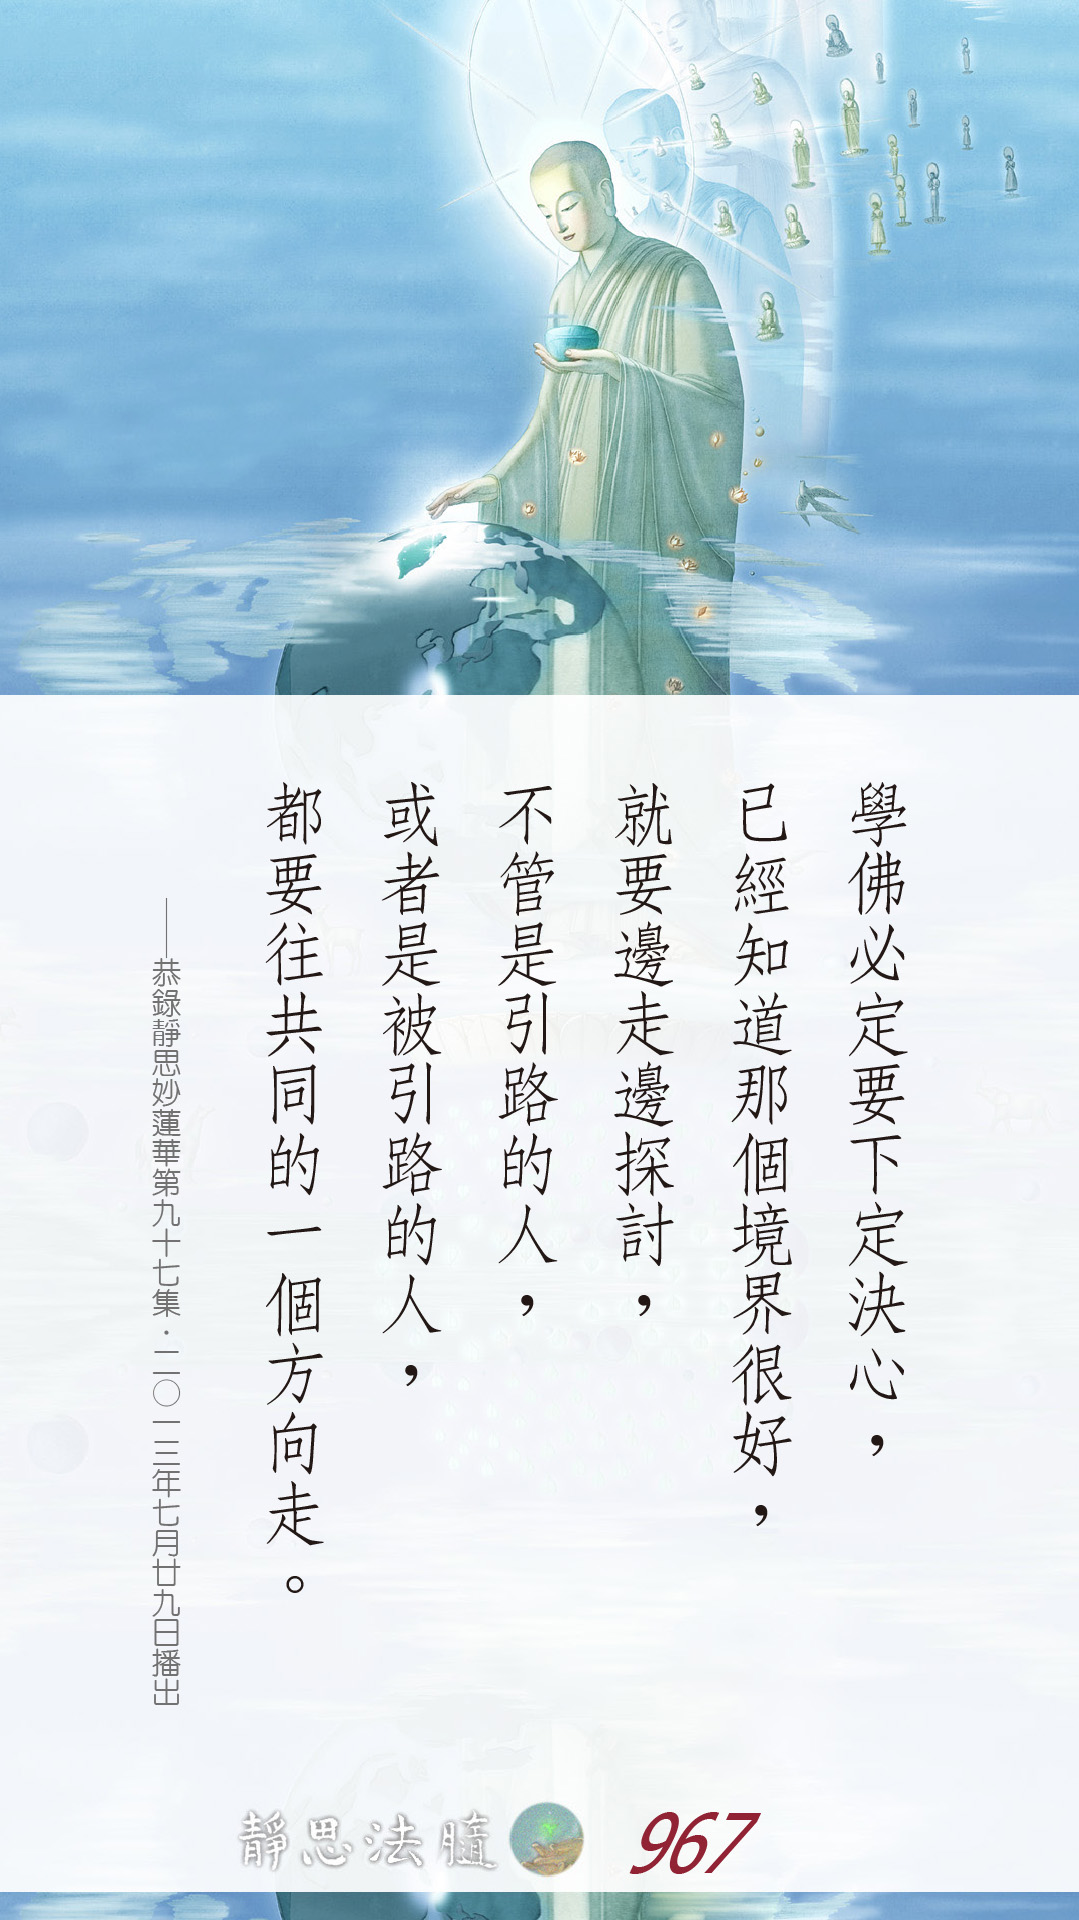 學佛必定要下定決心，
已經知道那個境界很好，
就要邊走邊探討，
不管是引路的人，
或者是被引路的人，
都要往共同的一個方向走。
——恭錄靜思妙蓮華第九十七集．二〇一三年七月廿九日播出
靜思法髓
967